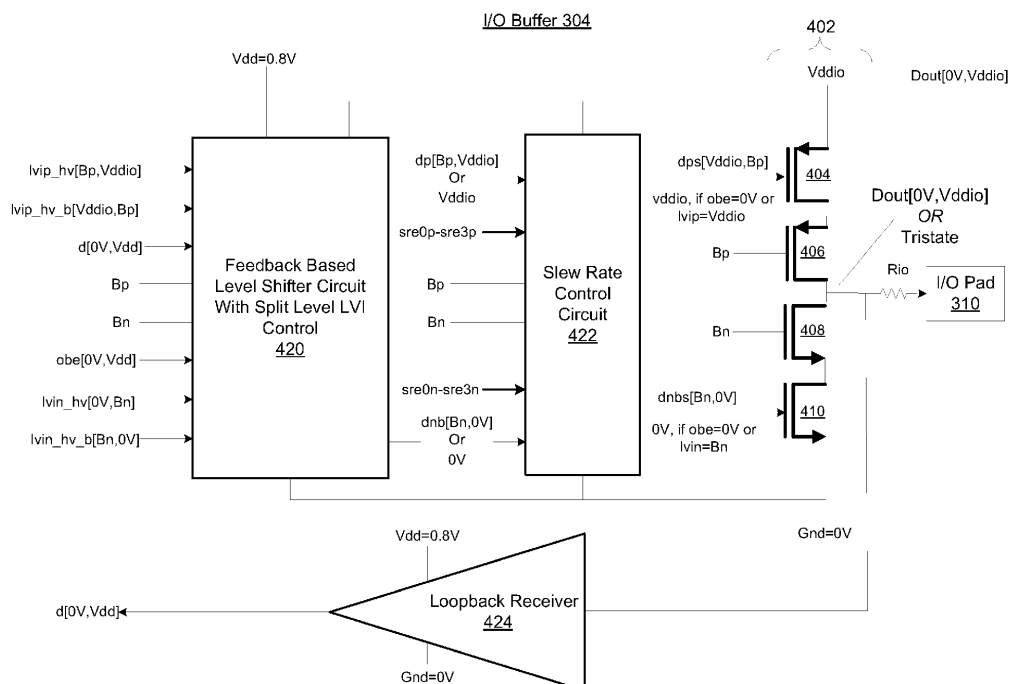 I/O Buffer 304
402
Vdd=0.8V
Vddio
Dout[0V,Vddio]
lvip_hv[Bp,Vddio]
lvip_hv_b[Vddio,Bp]
d[0V,Vdd]
Bp
Bn
obe[0V,Vdd]
lvin_hv[0V,Bn]
lvin_hv_b[Bn,0V]
Feedback Based
Level Shifter Circuit
With Split Level LVI
Control
420
dp[Bp,Vddio]
Or
Vddio
sre0p-sre3p
Bp
Bn
sre0n-sre3n
dnb[Bn,0V]
Or
0V
Slew Rate
Control
Circuit
422
dps[Vddio,Bp]
vddio, if obe=0V or
lvip=Vddio
Bp
Bn
dnbs[Bn,0V]
0V, if obe=0V or
lvin=Bn
404
406
408
410
Dout[0V,Vddio]
OR
Tristate
Rio
I/O Pad
310
Gnd=0V
Vdd=0.8V
d[0V,Vdd]
Loopback Receiver
424
Gnd=0V